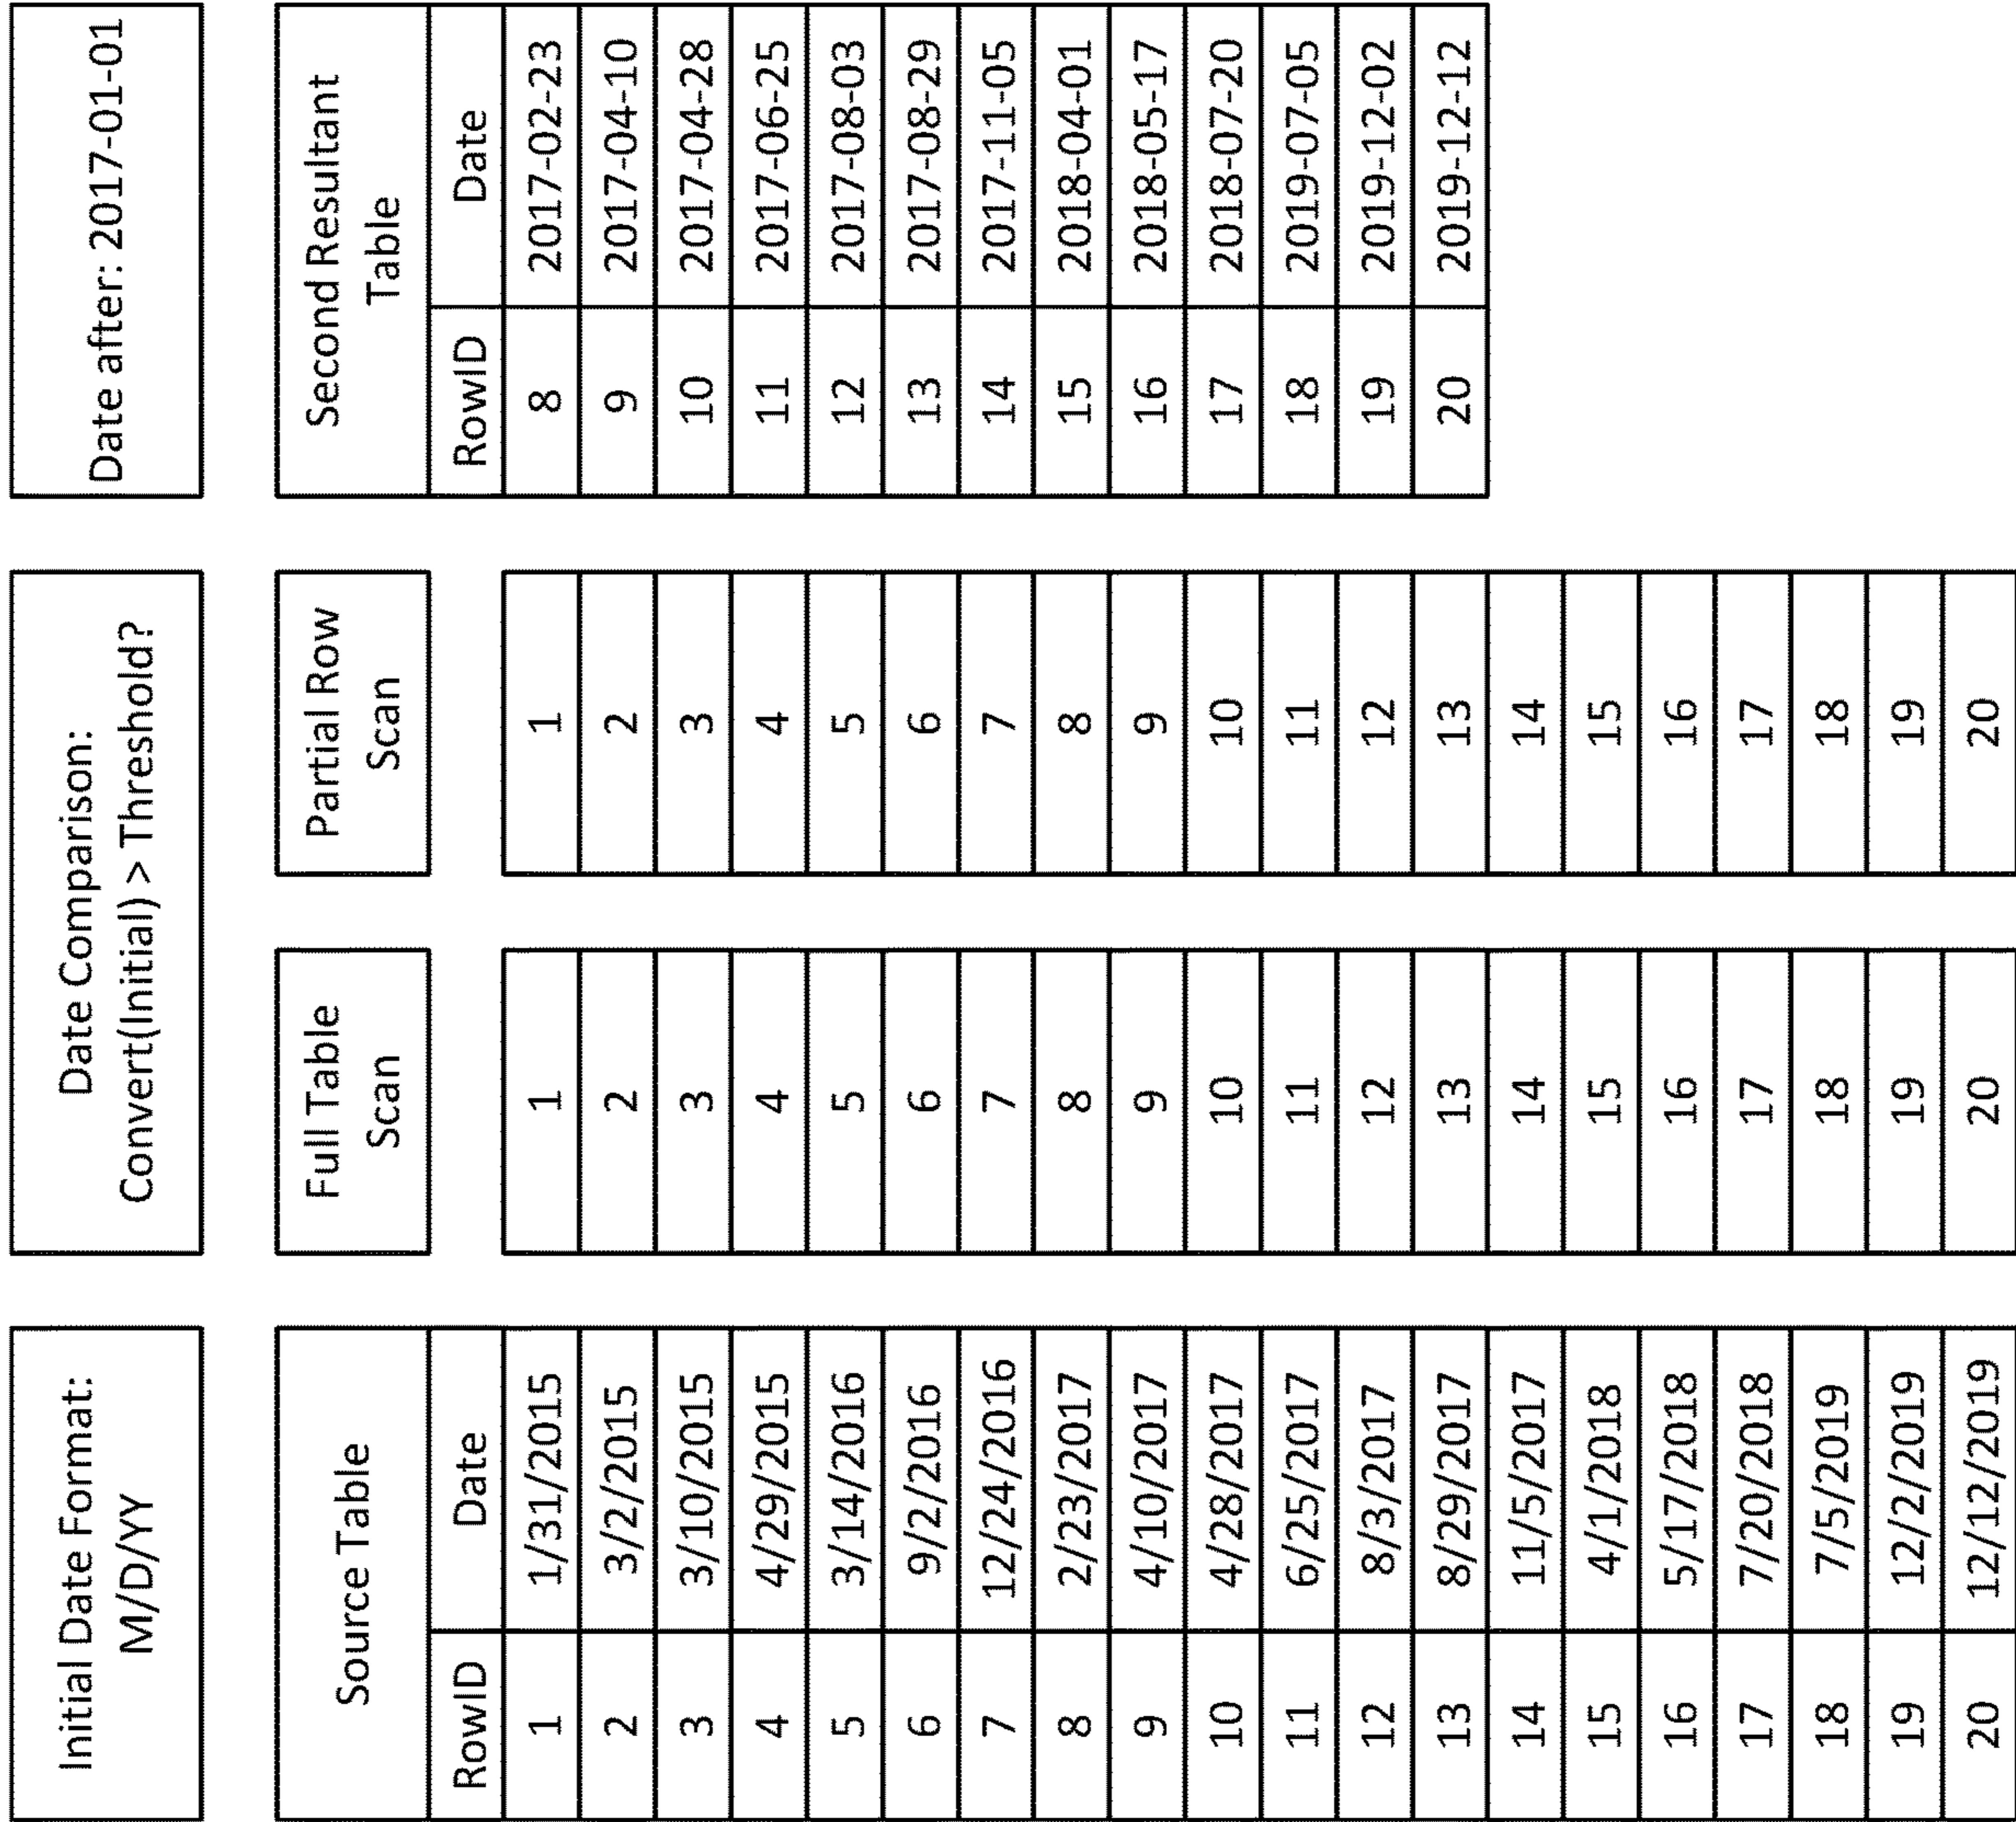 Initial Date Format:
M/D/YY
Date Comparison:
Convert(Initial) > Threshold?
Date after: 2017-01-01
Source Table
Full Table
Scan
Partial Row
Scan
Second Resultant
Table
RowID Date RowID Date
1 1/31/2015 1 1 8 2017-02-23
2 3/2/2015 2 2 9 2017-04-10
3 3/10/2015 3 3 10 2017-04-28
4 4/29/2015 4 4 11 2017-06-25
5 3/14/2016 5 5 12 2017-08-03
6 9/2/2016 6 6 13 2017-08-29
7 12/24/2016 7 7 14 2017-11-05
8 2/23/2017 8 8 15 2018-04-01
9 4/10/2017 9 9 16 2018-05-17
10 4/28/2017 10 10 17 2018-07-20
11 6/25/2017 11 11 18 2019-07-05
12 8/3/2017 12 12 19 2019-12-02
13 8/29/2017 13 13 20 2019-12-12
14 11/5/2017 14 14
15 4/1/2018 15 15
16 5/17/2018 16 16
17 7/20/2018 17 17
18 7/5/2019 18 18
19 12/2/2019 19 19
20 12/12/2019 20 20